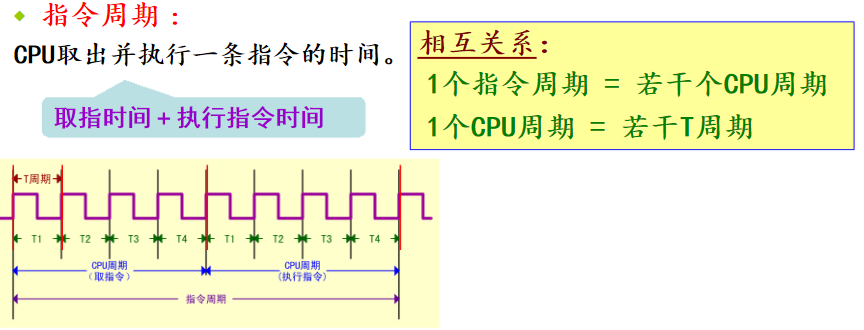 指令周期：
CPU取出并执行一条指令的时间。
取指时间＋执行指令时间
相互关系：
1个指令周期 = 若干个CPU周期
1个CPU周期 = 若干T周期
T周期
T1 T2 T3 T4 T1 T2 T3 T4
CPU周期 CPU周期
（取指令） (执行指令)
指令周期